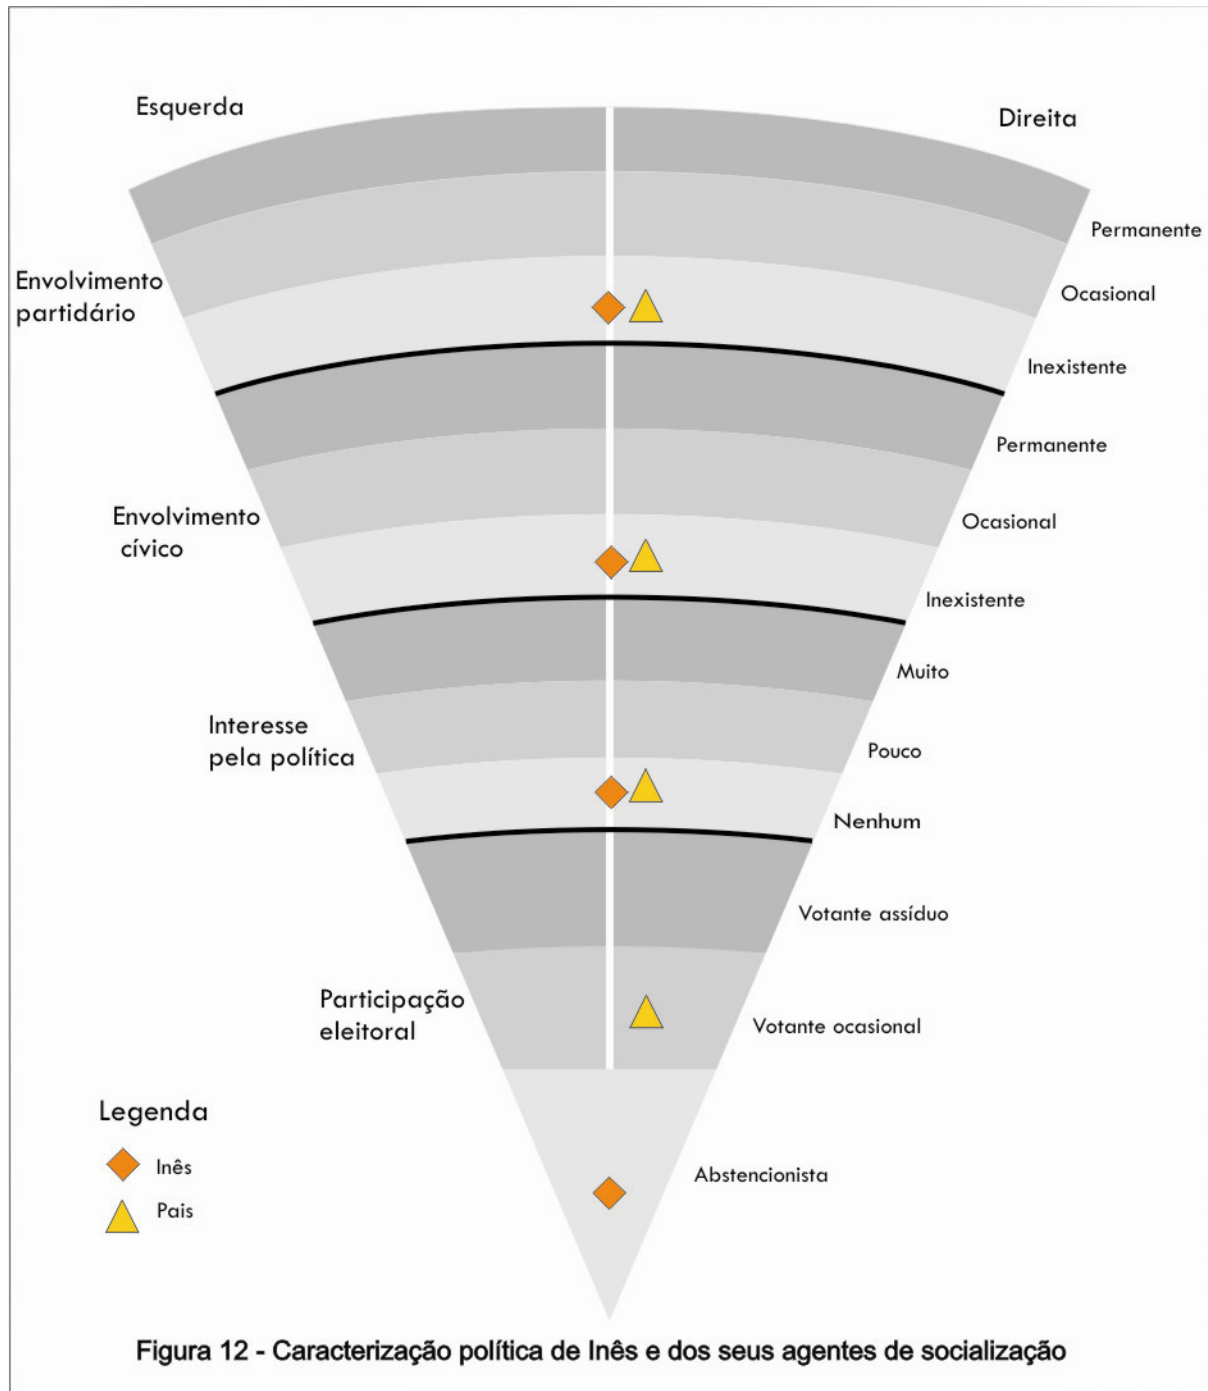 Esquerda
Direita
Permanente
Envolvimento
partidário
Ocasional
Inexistente
Permanente
Envolvimento
cívico
Ocasional
Inexistente
Muito
Interesse
pela política
Pouco
Nenhum
Votante assíduo
Participação
eleitoral
Votante ocasional
Legenda
Inês
Pais
Abstencionista
Figura 12 - Caracterização política de Inês e dos seus agentes de socialização